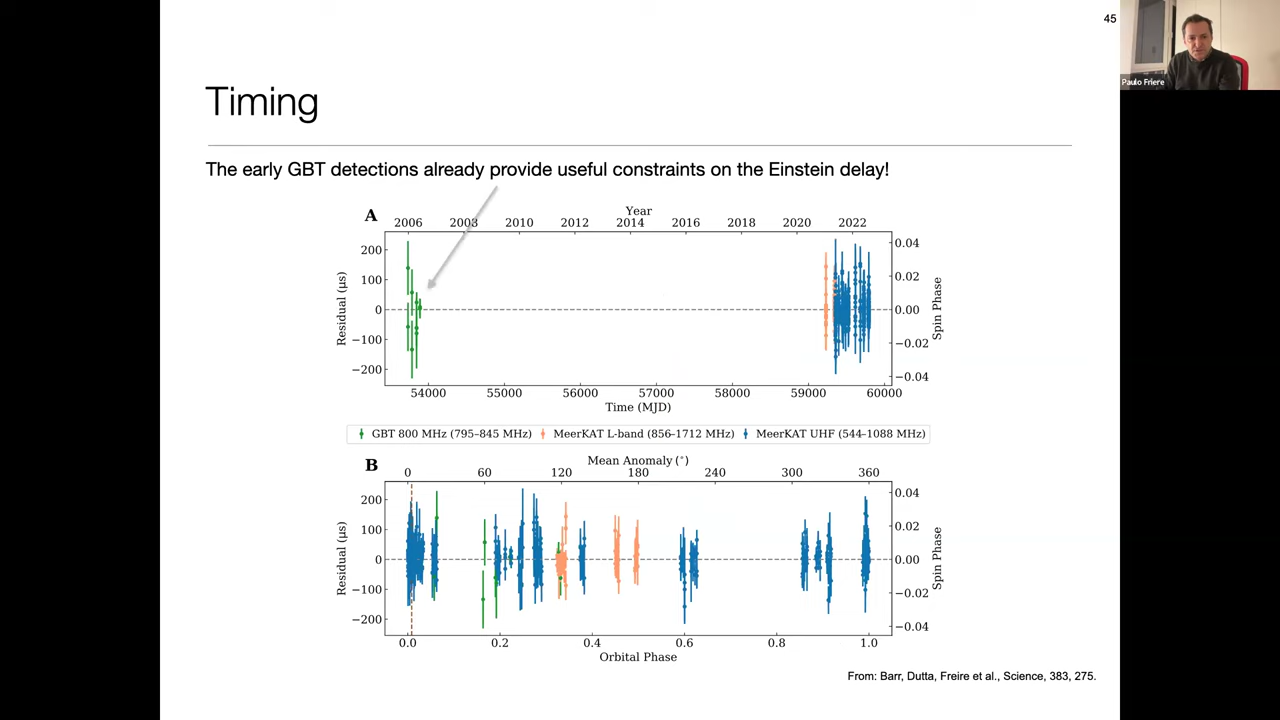 45
Paulo Friere
Timing
The early GBT detections already provide useful constraints on the Einstein delay!
A
Year
2006 2008 2010 2012 2014 2016 2018 2020 2022
200
100
0
−100
−200
Residual (μs)
0.04
0.02
0.00
−0.02
−0.04
Spin Phase
54000 55000 56000 57000 58000 59000 60000
Time (MJD)
GBT 800 MHz (795–845 MHz) MeerKAT L-band (856–1712 MHz) MeerKAT UHF (544–1088 MHz)
B
Mean Anomaly (°)
0 60 120 180 240 300 360
200
100
0
−100
−200
Residual (μs)
0.04
0.02
0.00
−0.02
−0.04
Spin Phase
0.0 0.2 0.4 0.6 0.8 1.0
Orbital Phase
From: Barr, Dutta, Freire et al., Science, 383, 275.